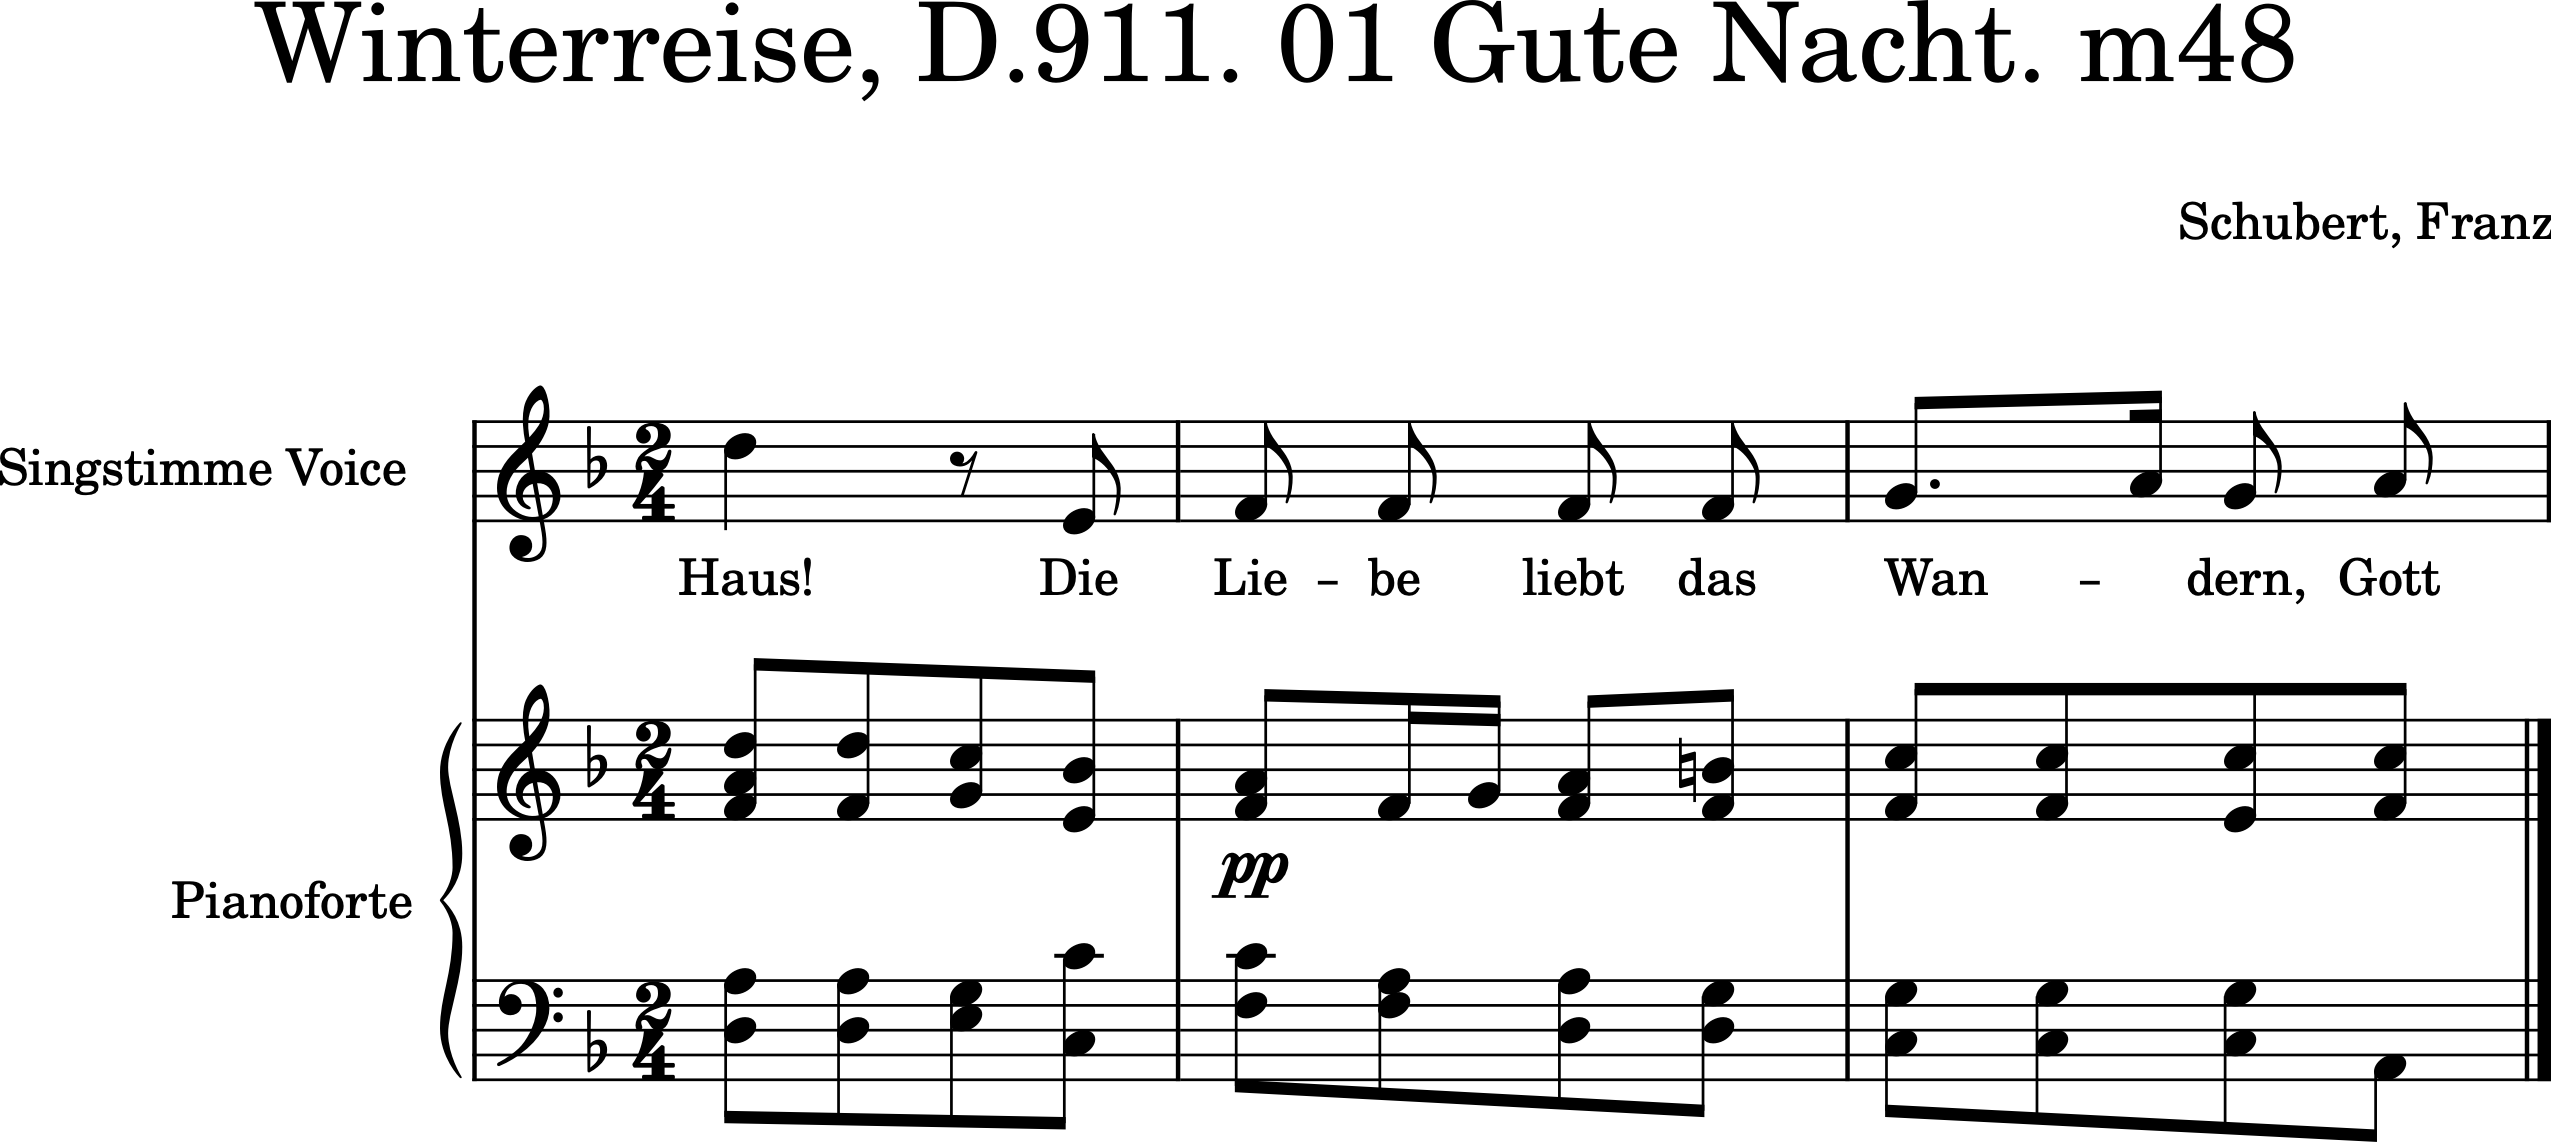 Winterreise, D.911. 01 Gute Nacht. m48
Schubert, Franz
Singstimme Voice
Haus! Die Lie - be liebt das Wan - dern, Gott
pp
Pianoforte